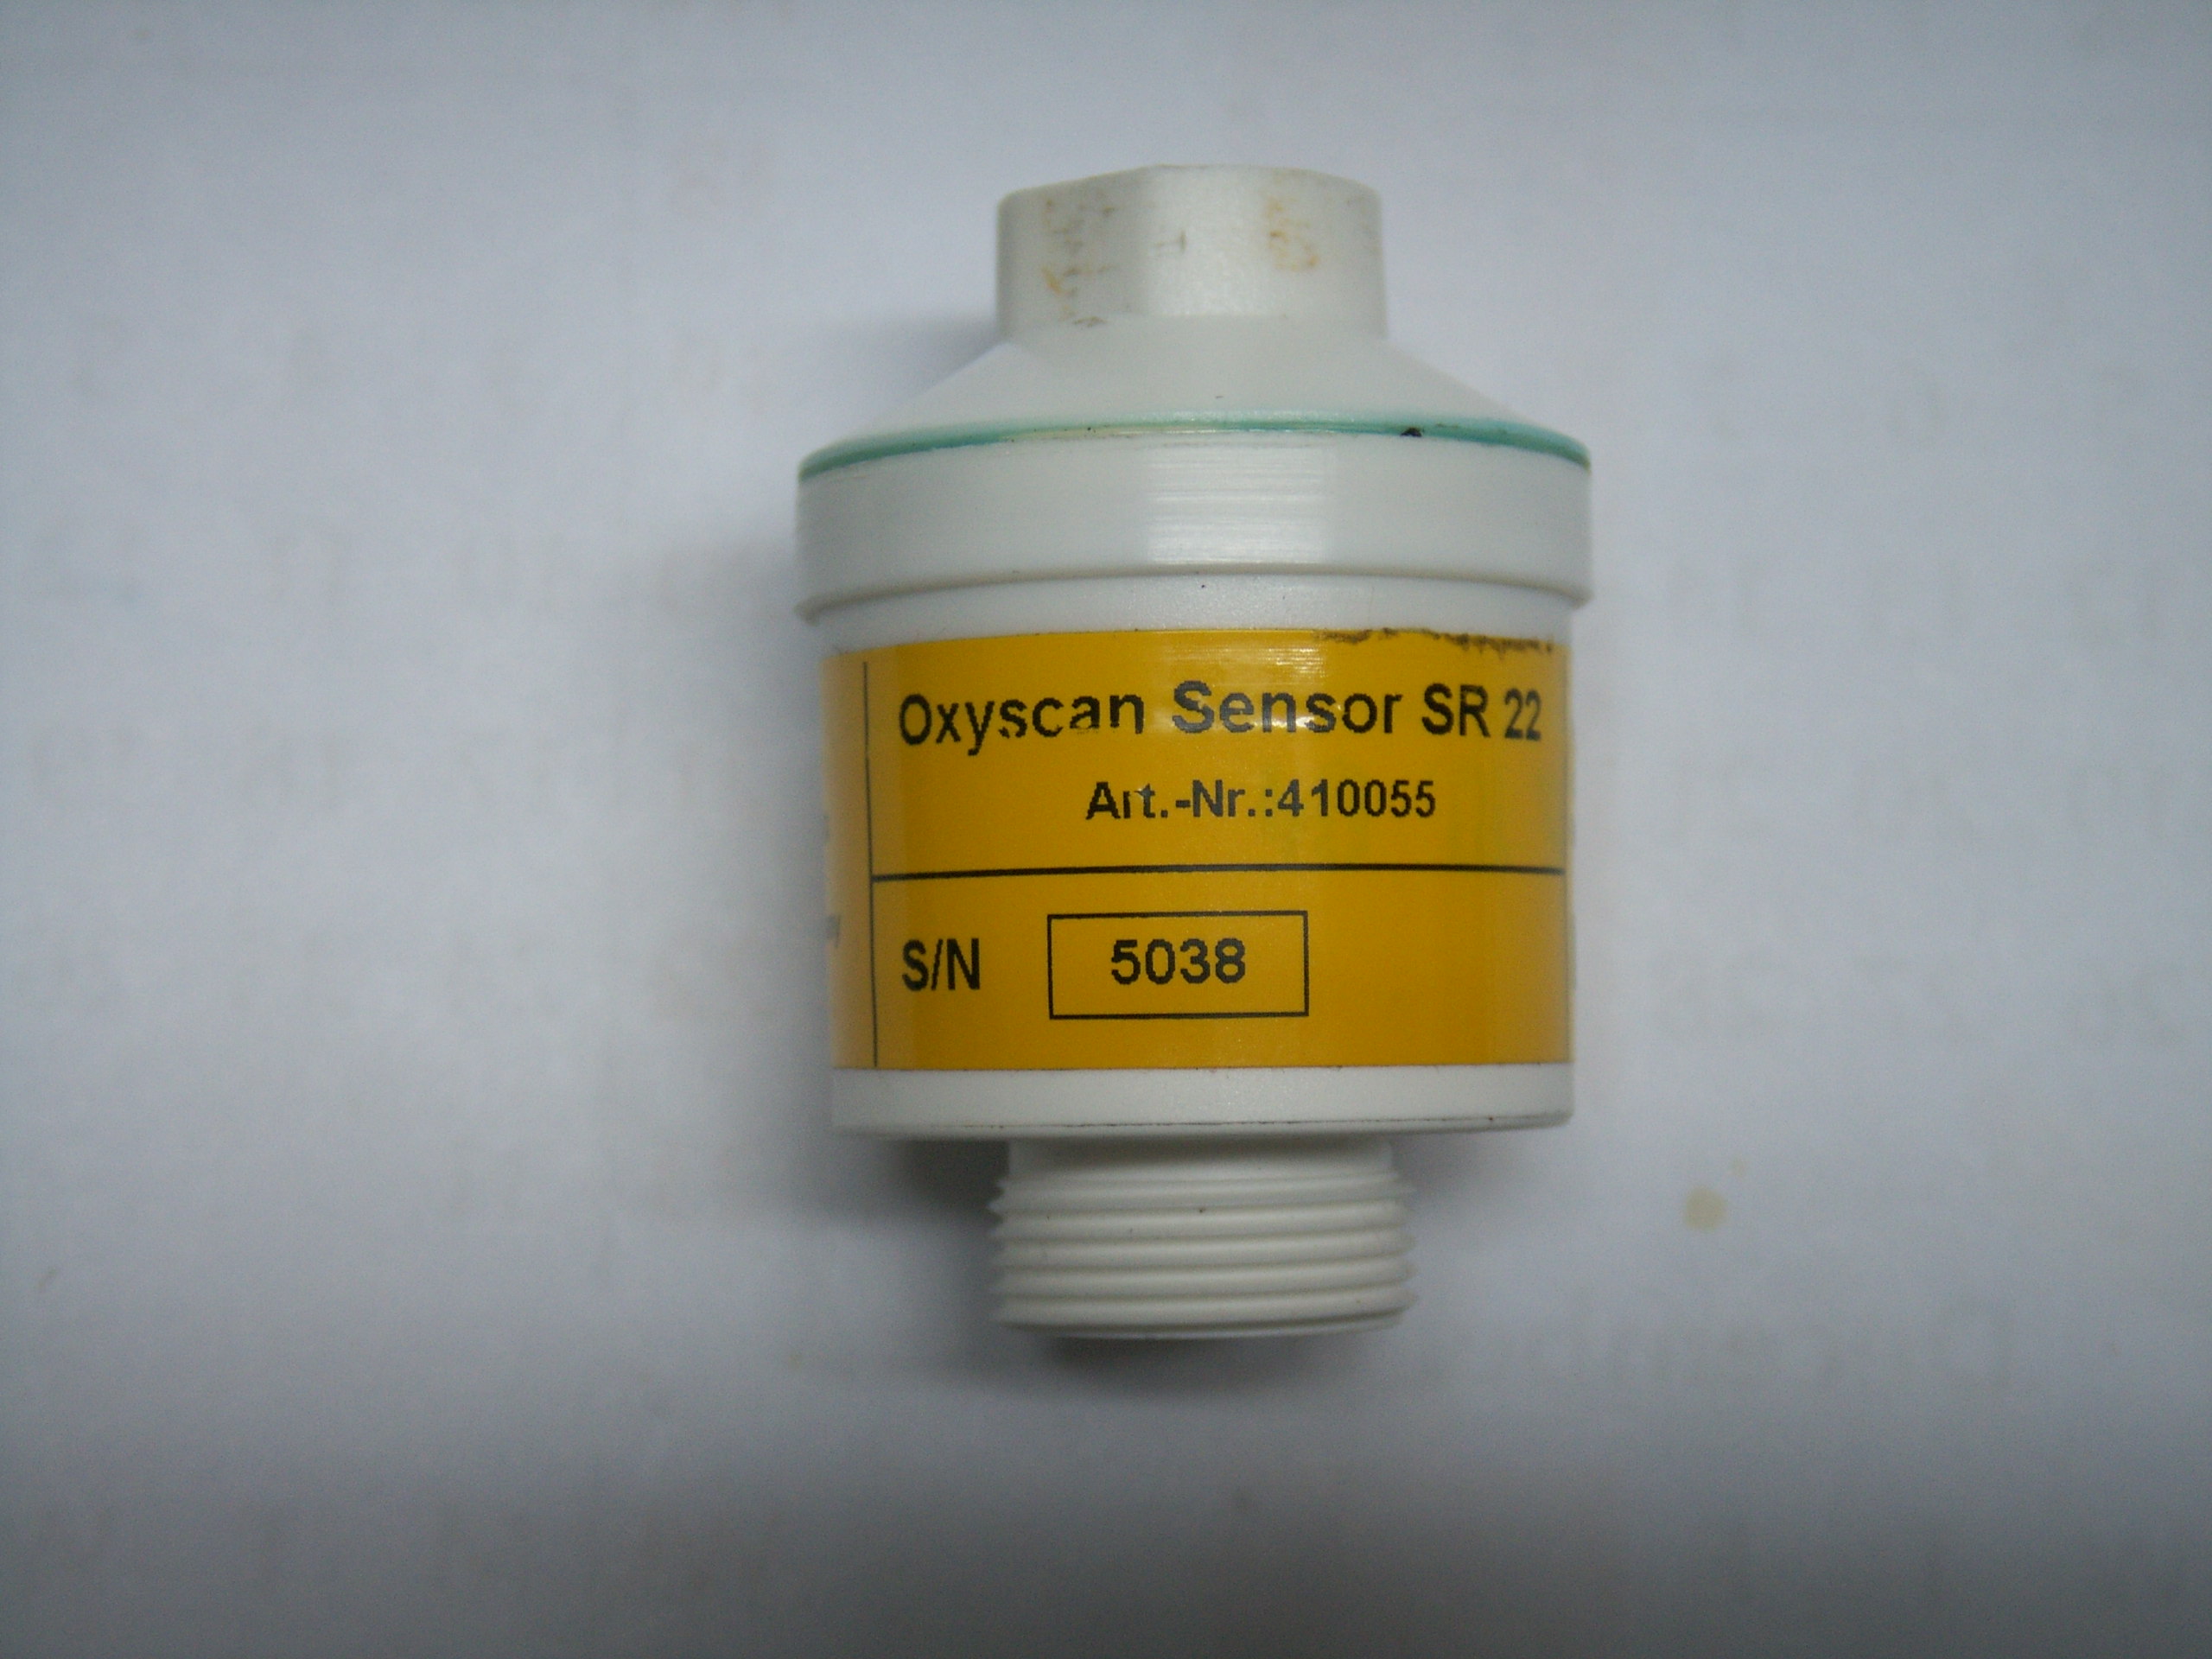 Oxyscan Sensor SR 22
Art.-Nr.:410055
S/N 5038